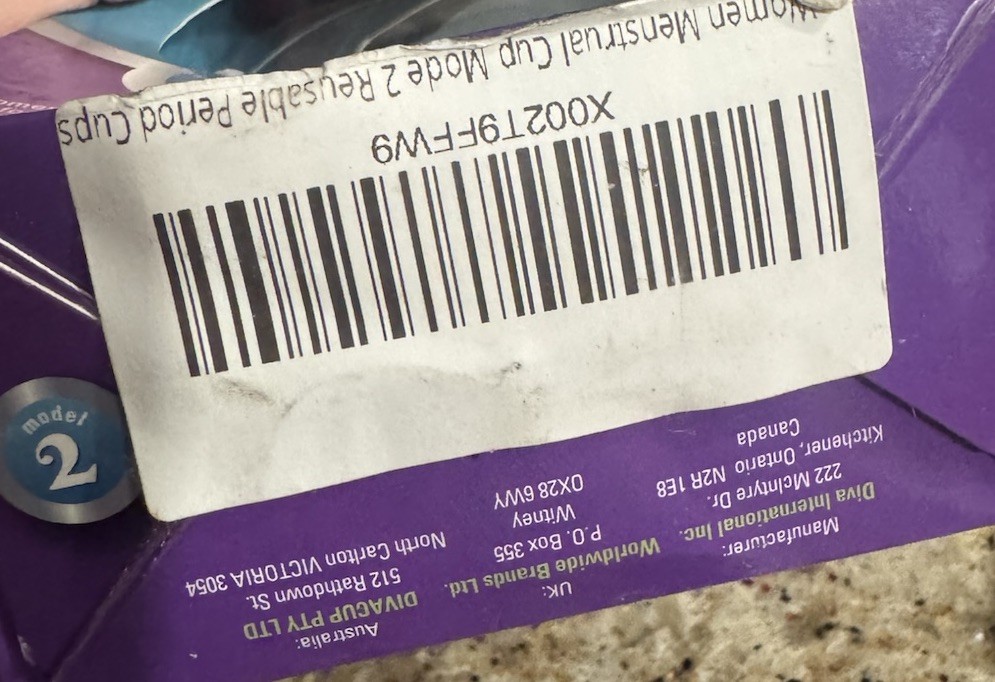 Women Menstrual Cup Mode 2 Reusable Period Cups
X002T9FFW9
model
2
Manufacturer:
Diva International Inc.
222 McIntyre Dr.
Kitchener, Ontario N2R 1E8
Canada
UK:
Worldwide Brands Ltd.
P.O. Box 355
Witney
OX28 6WY
Australia:
DIVACUP PTY LTD
512 Rathdown St.
North Carlton VICTORIA 3054